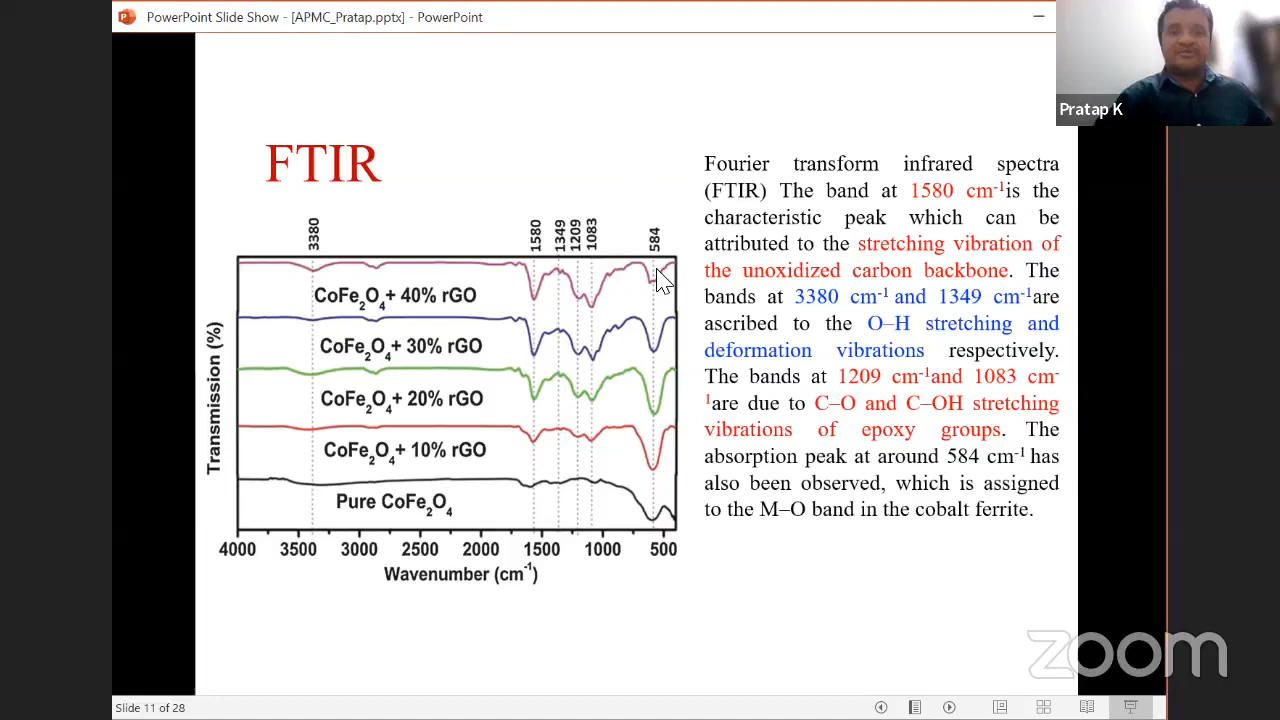 PowerPoint Slide Show - [APMC_Pratap.pptx] - PowerPoint
Pratap K
FTIR
3380
1580
1349
1209
1083
584
CoFe2O4+ 40% rGO
CoFe2O4+ 30% rGO
CoFe2O4+ 20% rGO
CoFe2O4+ 10% rGO
Pure CoFe2O4
Transmission (%)
4000 3500 3000 2500 2000 1500 1000 500
Wavenumber (cm-1)
Fourier transform infrared spectra
(FTIR) The band at 1580 cm-1is the
characteristic peak which can be
attributed to the stretching vibration of
the unoxidized carbon backbone. The
bands at 3380 cm-1 and 1349 cm-1are
ascribed to the O–H stretching and
deformation vibrations respectively.
The bands at 1209 cm-1and 1083 cm-
1are due to C–O and C–OH stretching
vibrations of epoxy groups. The
absorption peak at around 584 cm-1 has
also been observed, which is assigned
to the M–O band in the cobalt ferrite.
zoom
Slide 11 of 28